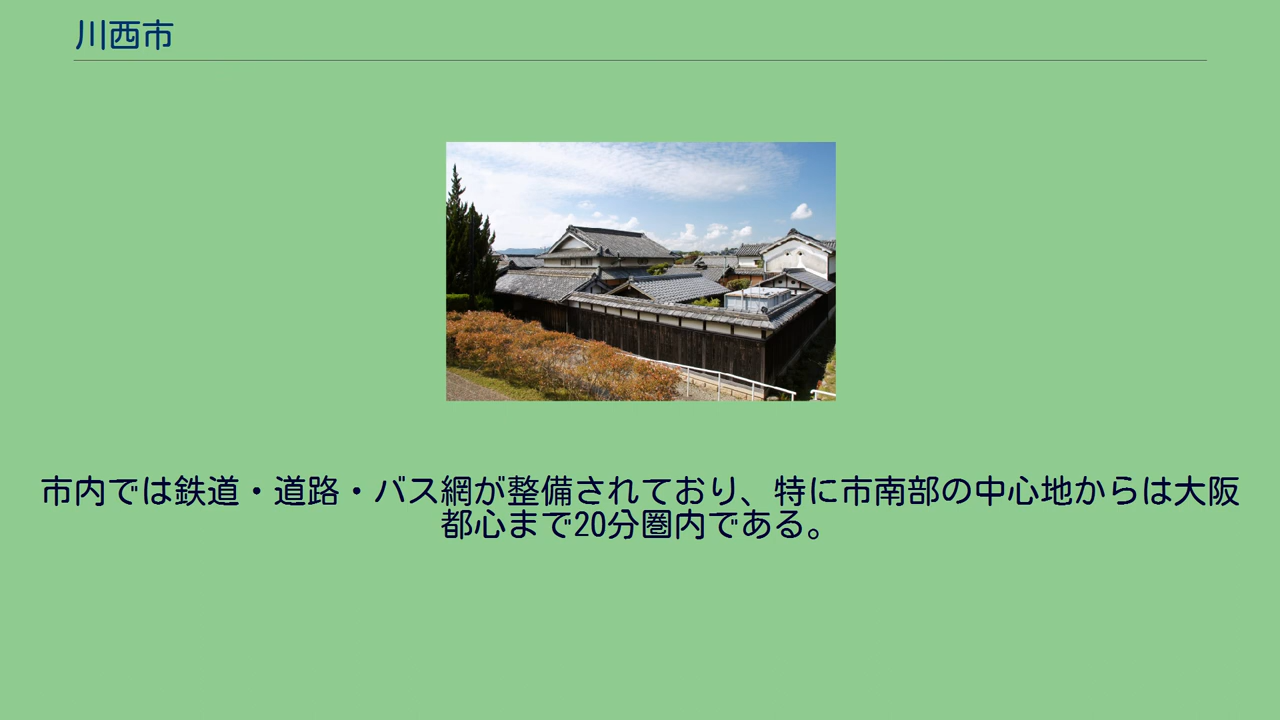 川西市
市内では鉄道・道路・バス網が整備されており、特に市南部の中心地からは大阪
都心まで20分圏内である。